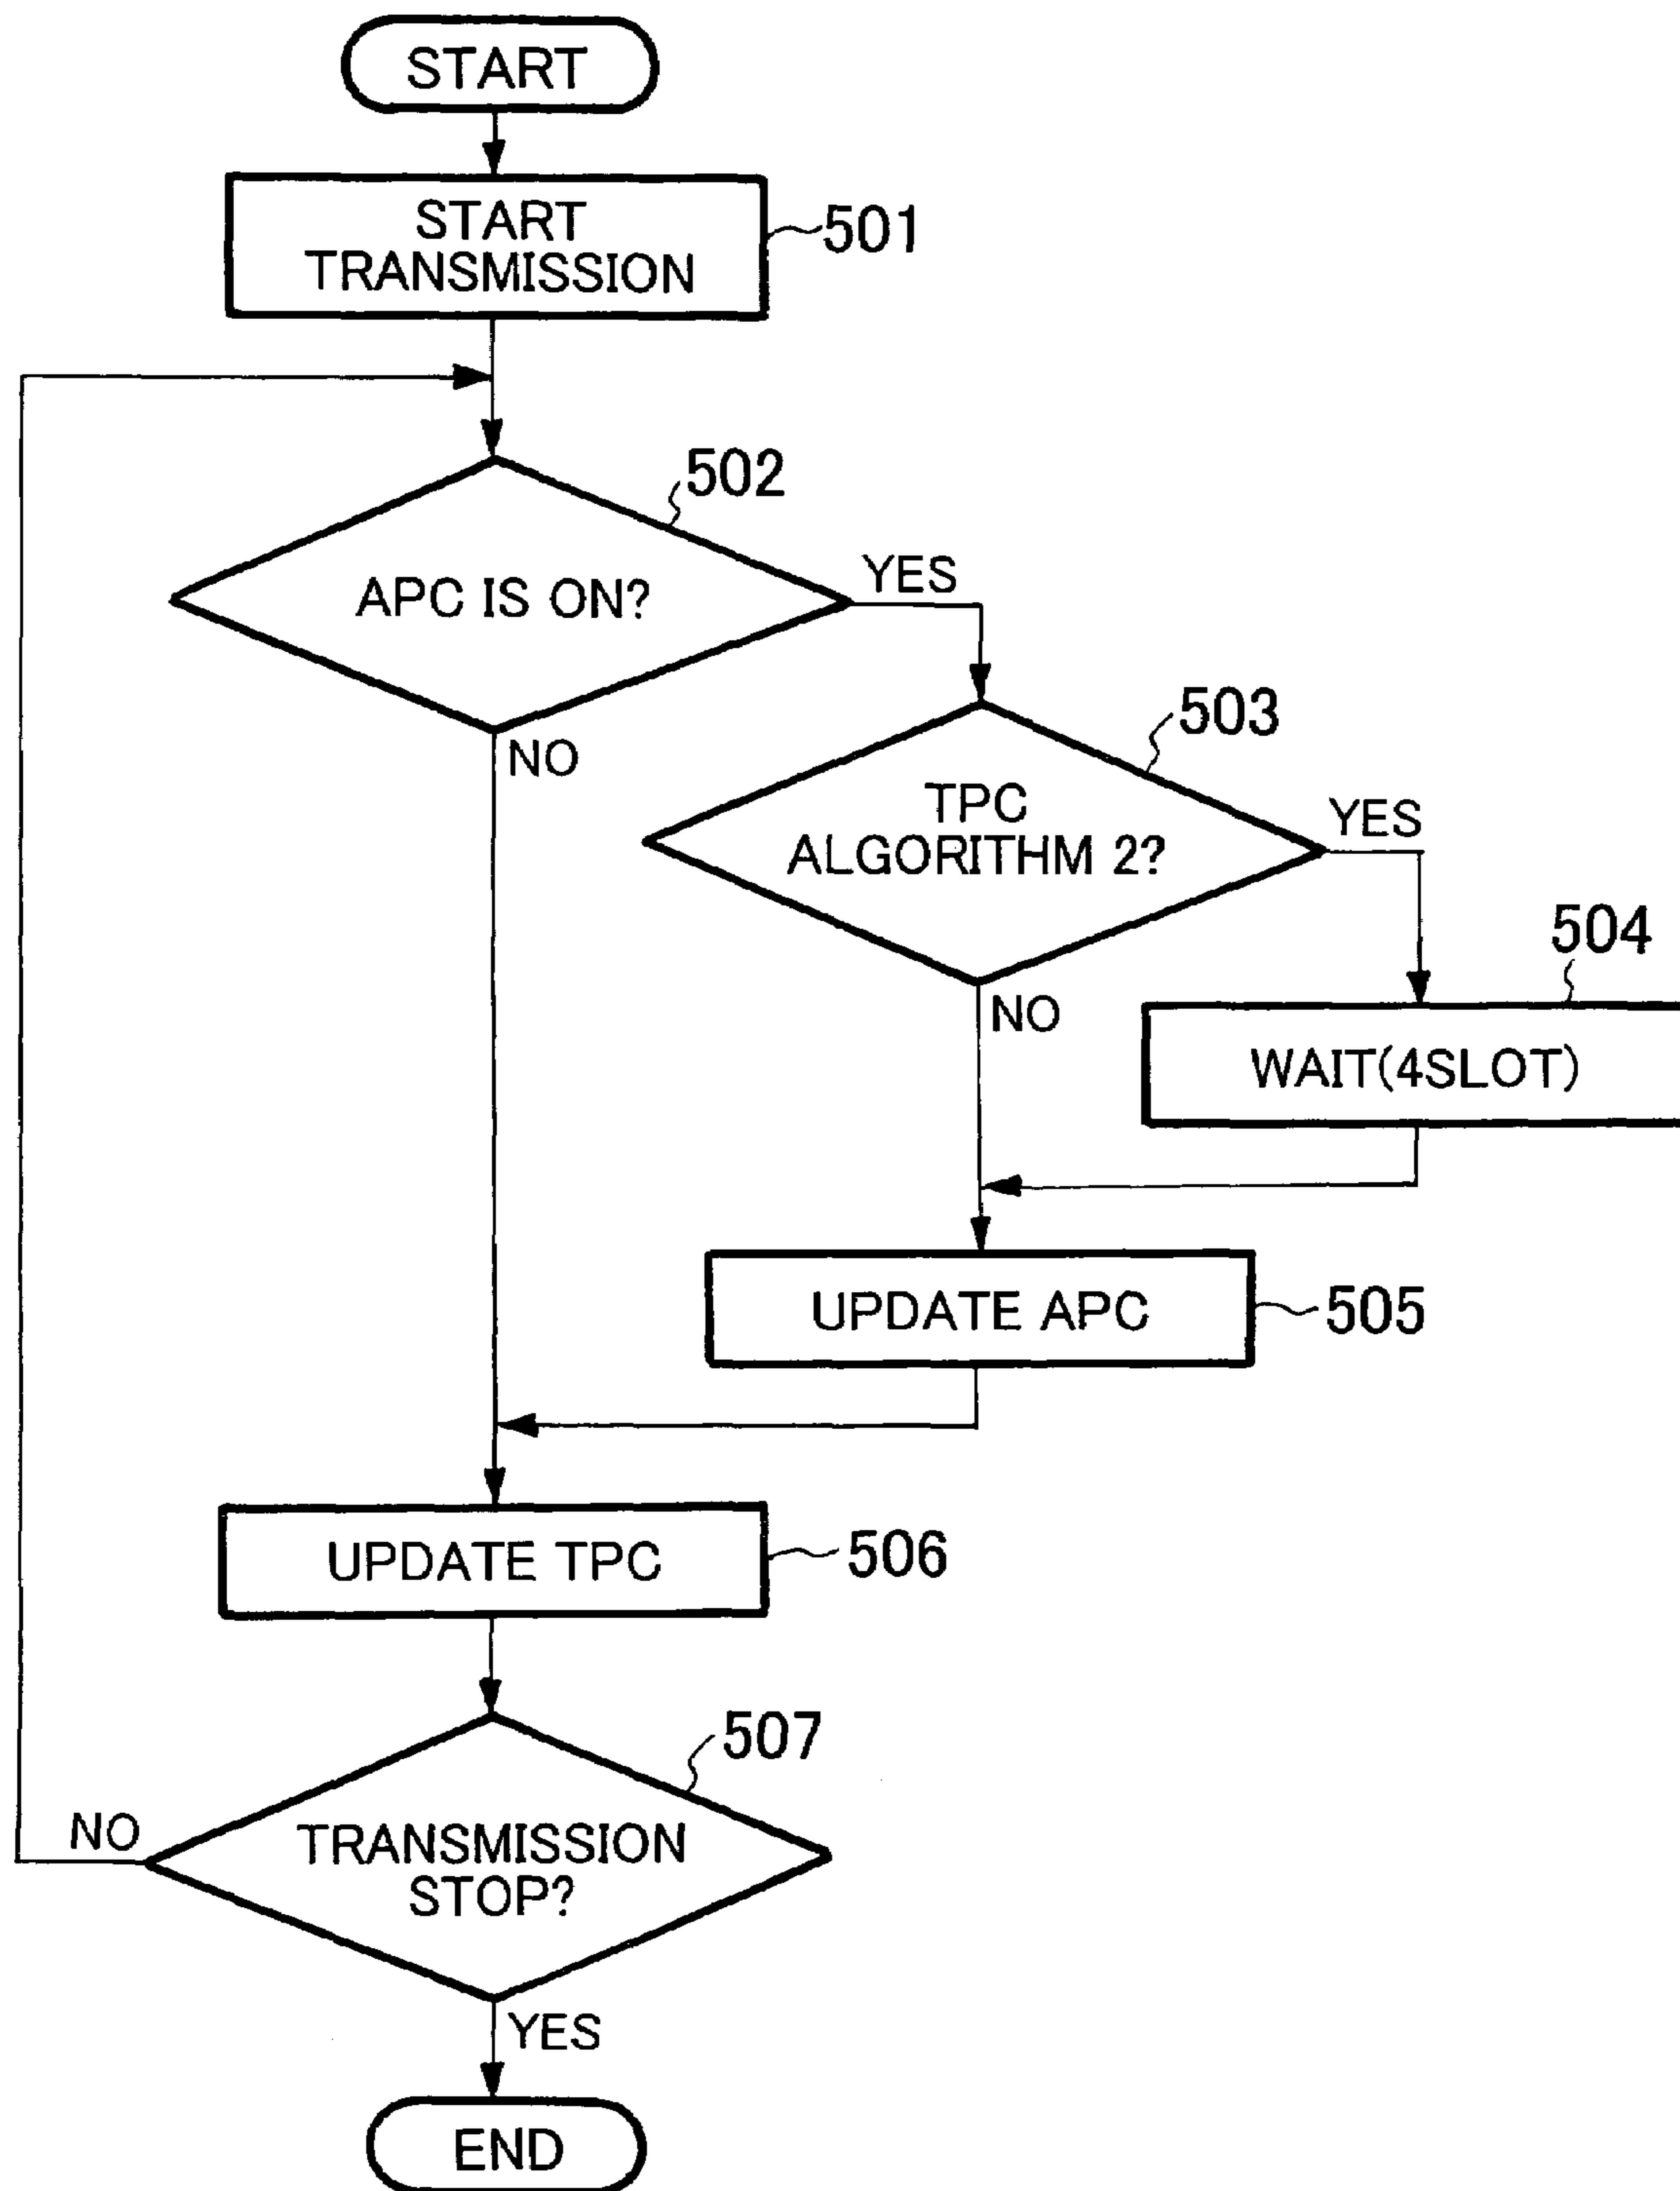 START
START
TRANSMISSION
501
502
APC IS ON?
YES
NO
503
TPC
ALGORITHM 2?
YES
NO
504
WAIT(4SLOT)
UPDATE APC
505
UPDATE TPC
506
507
TRANSMISSION
STOP?
NO
YES
END